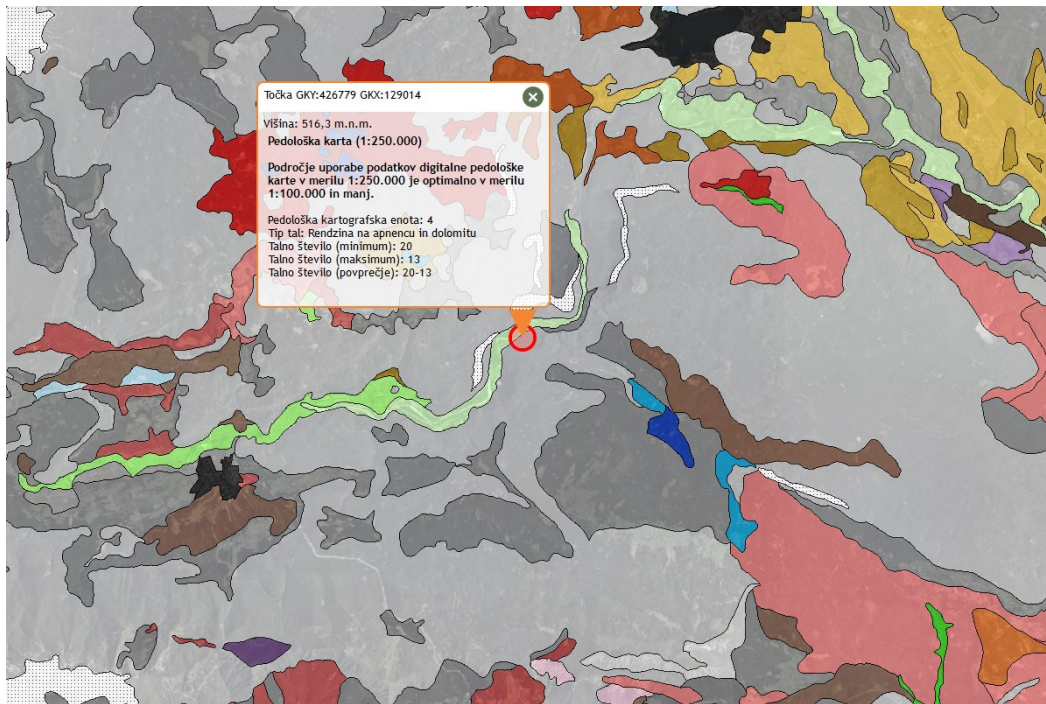 Točka GKY:426779 GKX:129014
Višina: 516,3 m.n.m.
Pedološka karta (1:250.000)
Področje uporabe podatkov digitalne pedološke
karte v merilu 1:250.000 je optimalno v merilu
1:100.000 in manj.
Pedološka kartografska enota: 4
Tip tal: Rendzina na apnencu in dolomitu
Talno število (minimum): 20
Talno število (maksimum): 13
Talno število (povprečje): 20-13